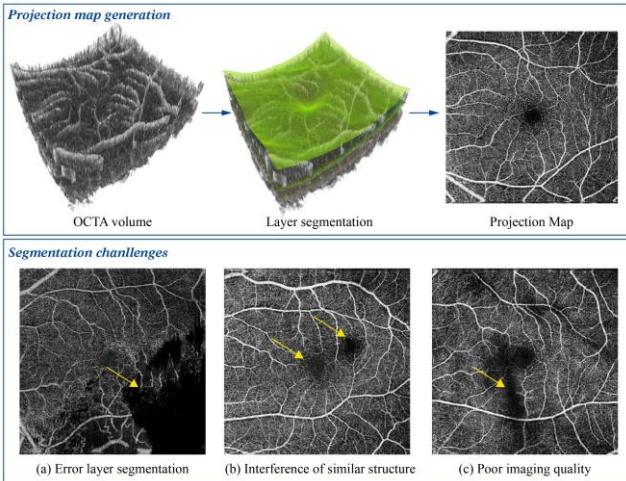 Projection map generation
OCTA volume
Layer segmentation
Projection Map
Segmentation chanllenges
(a) Error layer segmentation
(b) Interference of similar structure
(c) Poor imaging quality